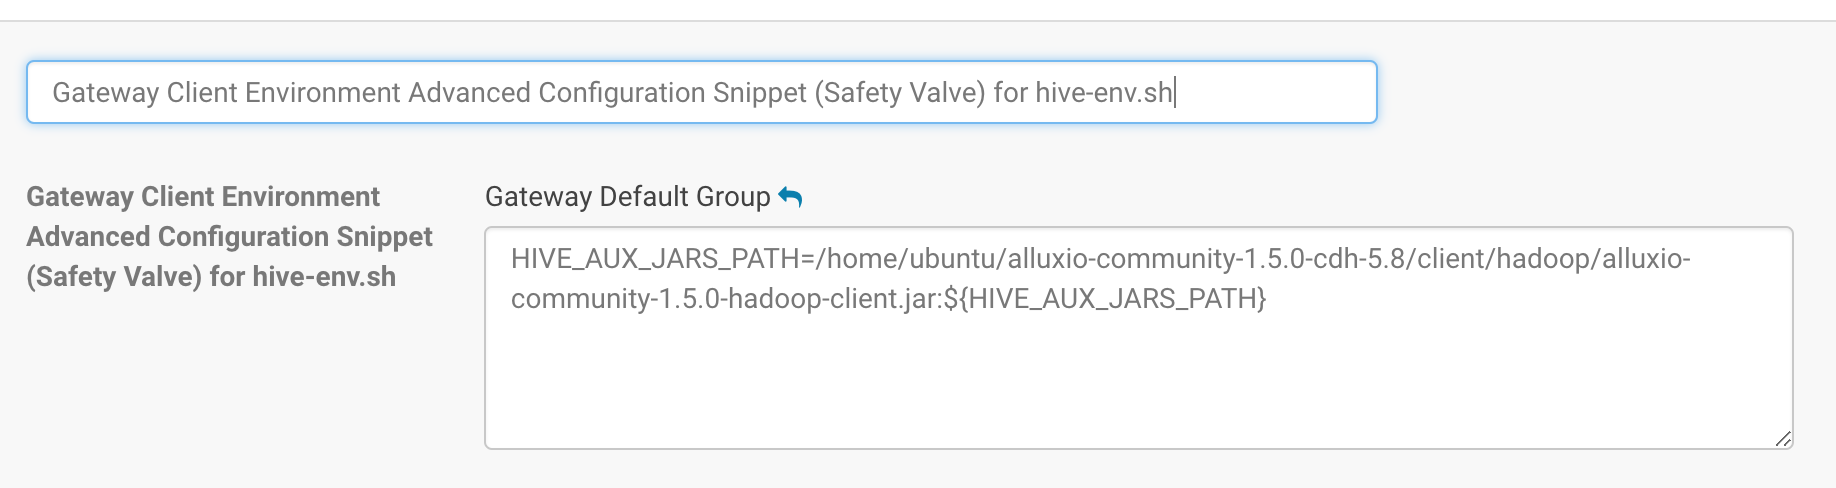 Gateway Client Environment Advanced Configuration Snippet (Safety Valve) for hive-env.sh
Gateway Client Environment
Advanced Configuration Snippet
(Safety Valve) for hive-env.sh
Gateway Default Group
HIVE_AUX_JARS_PATH=/home/ubuntu/alluxio-community-1.5.0-cdh-5.8/client/hadoop/alluxio-
community-1.5.0-hadoop-client.jar:${HIVE_AUX_JARS_PATH}